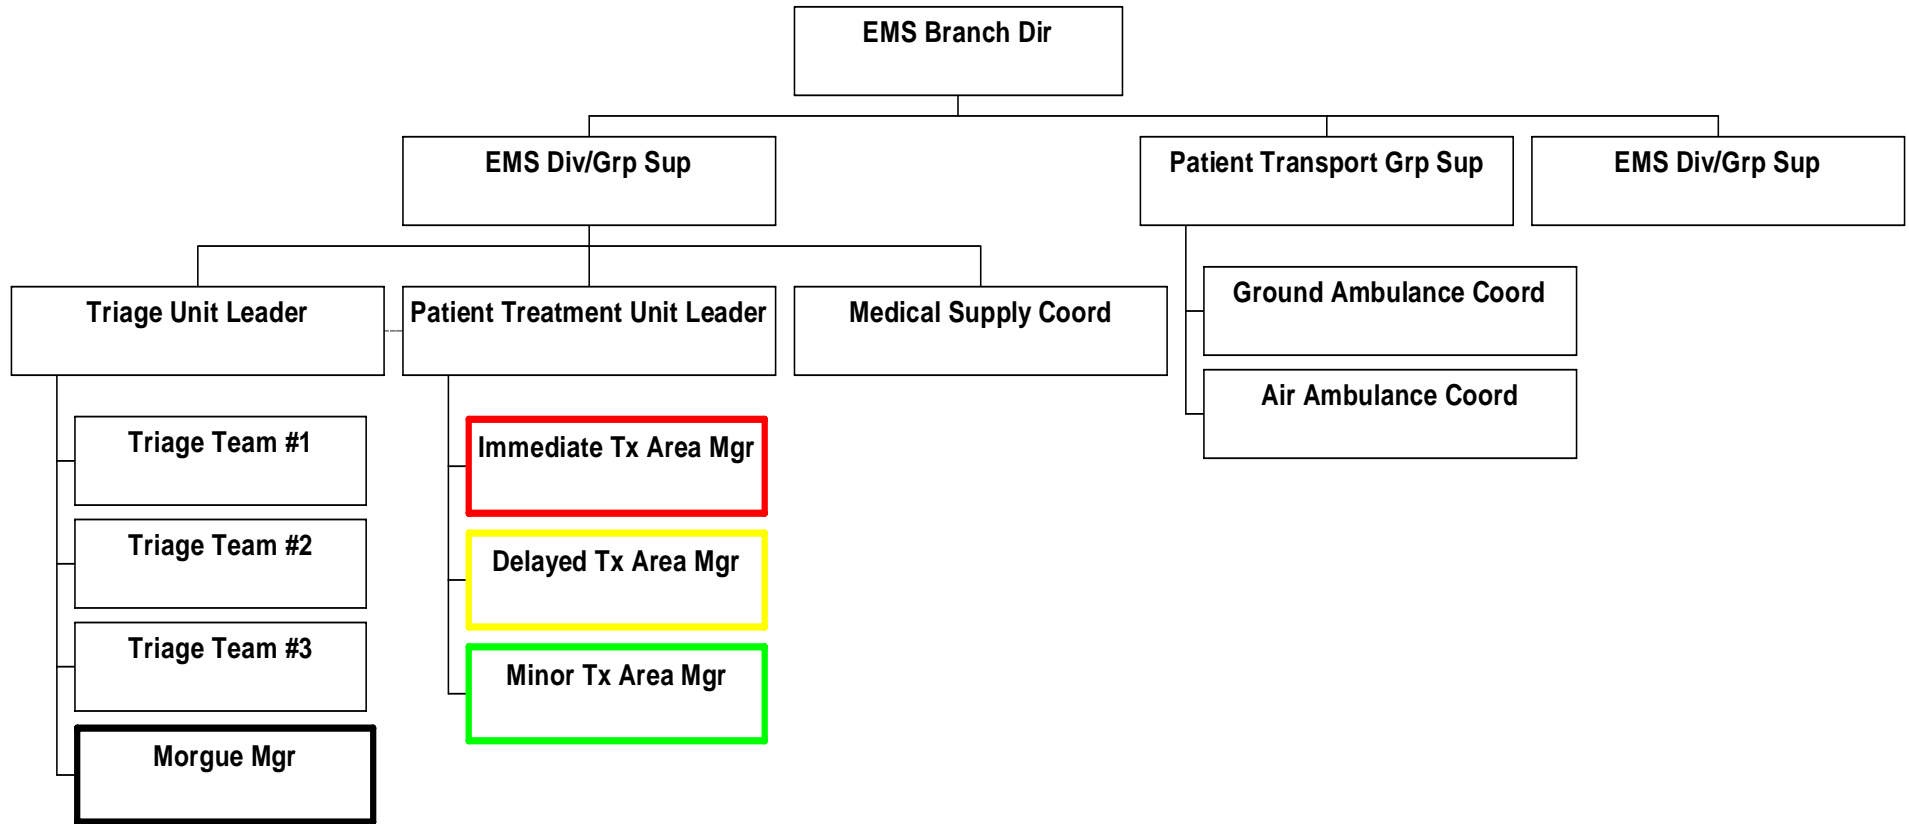 EMS Branch Dir
EMS Div/Grp Sup
Patient Transport Grp Sup
EMS Div/Grp Sup
Triage Unit Leader
Patient Treatment Unit Leader
Medical Supply Coord
Ground Ambulance Coord
Air Ambulance Coord
Triage Team #1
Triage Team #2
Triage Team #3
Morgue Mgr
Immediate Tx Area Mgr
Delayed Tx Area Mgr
Minor Tx Area Mgr